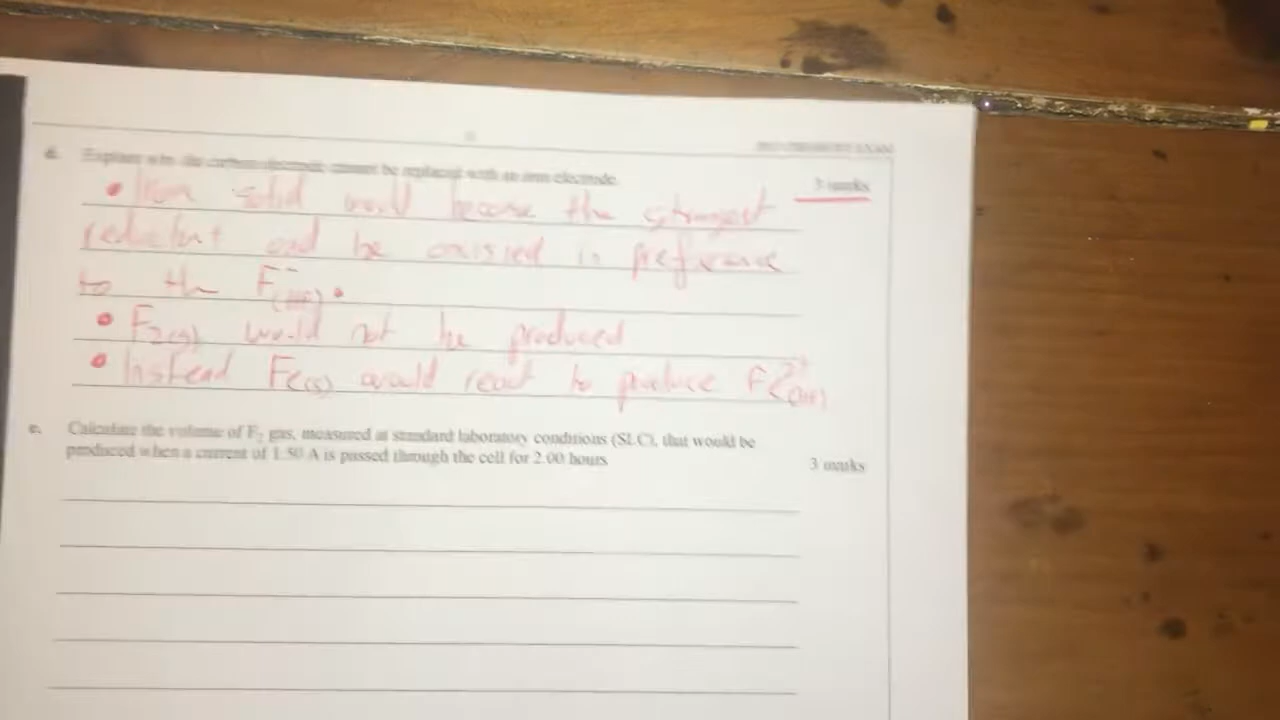 d. Explain why the carbon electrode cannot be replaced with an iron electrode.
3 marks
• Iron solid would become the strongest
reductant and be oxisied in preference
to the F⁻
• F₂(g) would not be produced
• Instead Fe(s) would react to produce Fe²⁺
e. Calculate the volume of F₂ gas, measured at standard laboratory conditions (SLC), that would be
produced when a current of 1.50 A is passed through the cell for 2.00 hours
3 marks